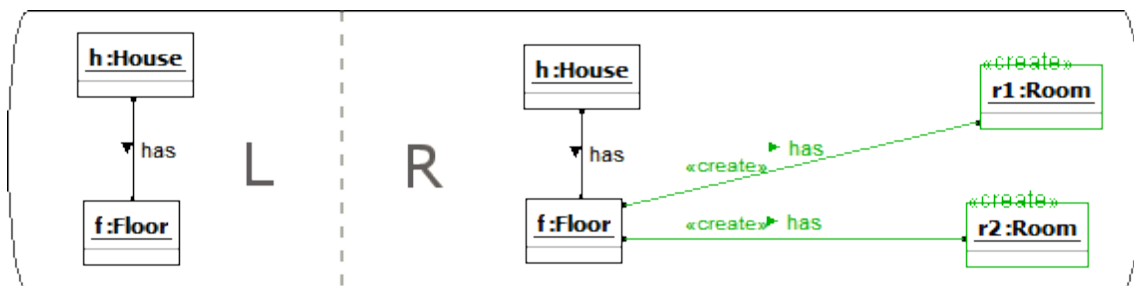 h :House
has
f :Floor
L
R
h :House
has
f :Floor
«create»
has
«create»
has
«create»
r1 :Room
«create»
r2 :Room